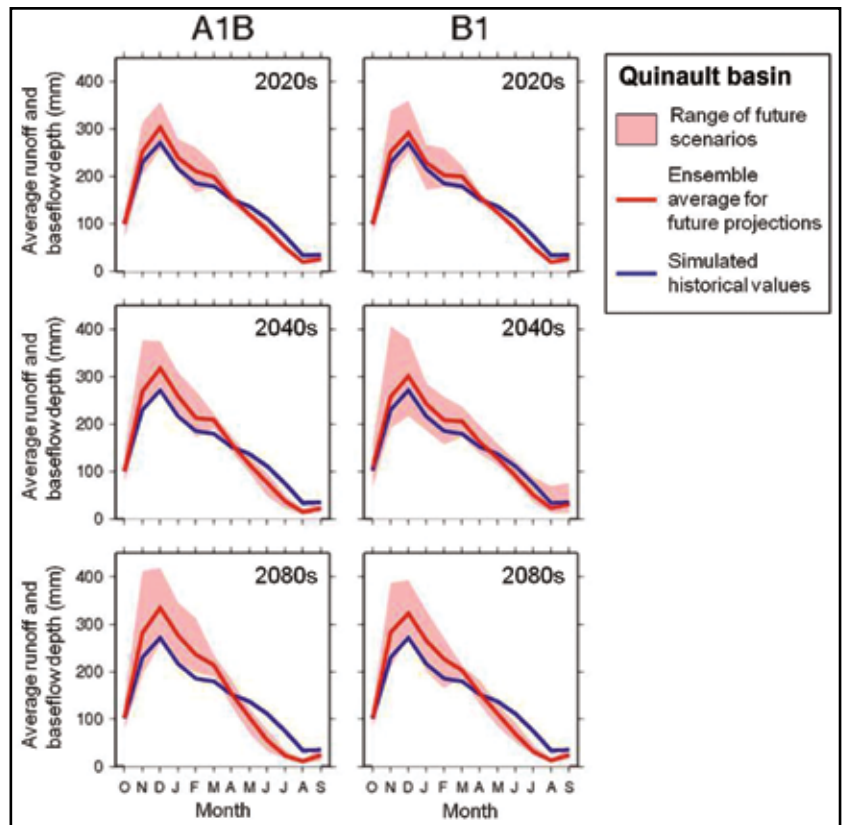 A1B B1
Average runoff and
baseflow depth (mm)
400
300
200
100
0
2020s
2020s
Quinault basin
Range of future
scenarios
Ensemble
average for
future projections
Simulated
historical values
Average runoff and
baseflow depth (mm)
400
300
200
100
0
2040s
2040s
Average runoff and
baseflow depth (mm)
400
300
200
100
0
2080s
2080s
O N D J F M A M J J A S
O N D J F M A M J J A S
Month
Month